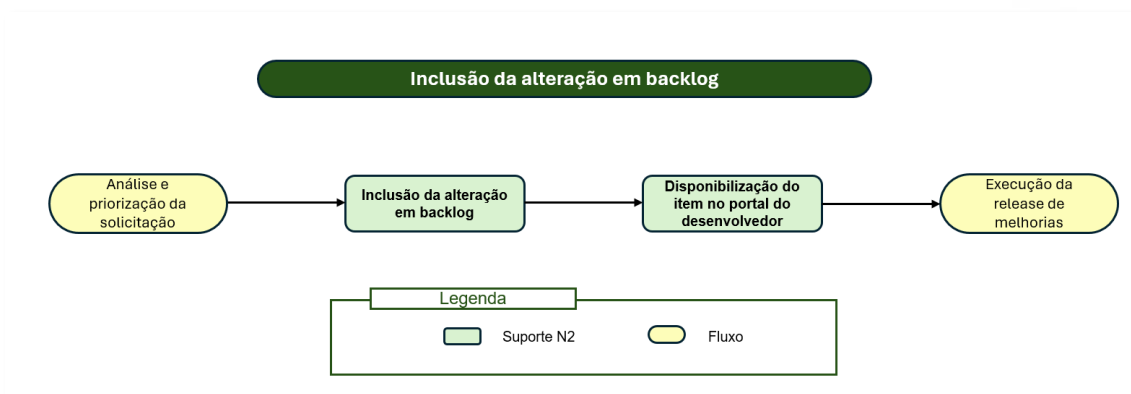 Inclusão da alteração em backlog
Análise e
priorização da
solicitação
Inclusão da alteração
em backlog
Disponibilização do
item no portal do
desenvolvedor
Execução da
release de
melhorias
Legenda
Suporte N2
Fluxo